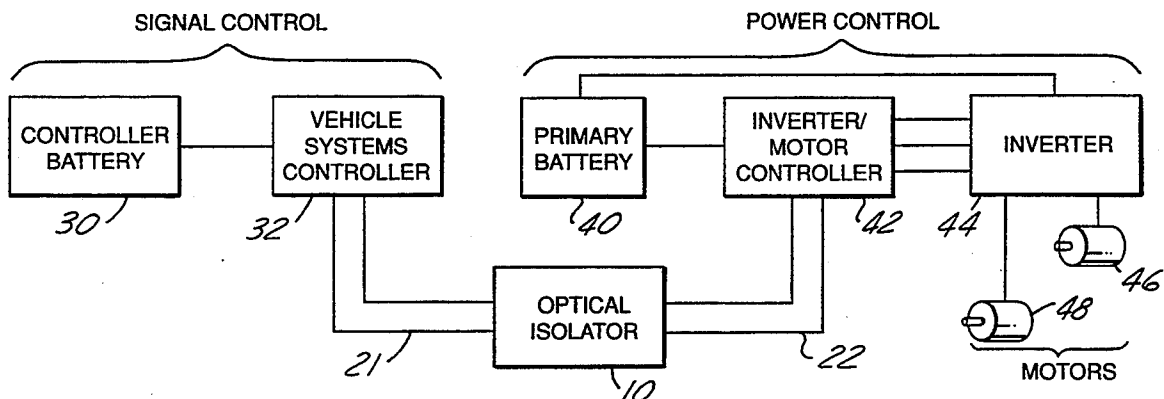 SIGNAL CONTROL
POWER CONTROL
CONTROLLER
BATTERY
VEHICLE
SYSTEMS
CONTROLLER
PRIMARY
BATTERY
INVERTER/
MOTOR
CONTROLLER
INVERTER
30
32
40
42
44
46
OPTICAL
ISOLATOR
48
21
22
10
MOTORS